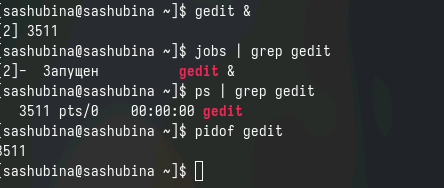 [sashubina@sashubina ~]$ gedit &
[2] 3511
[sashubina@sashubina ~]$ jobs | grep gedit
[2]-  Запущен          gedit &
[sashubina@sashubina ~]$ ps | grep gedit
   3511 pts/0    00:00:00 gedit
[sashubina@sashubina ~]$ pidof gedit
3511
[sashubina@sashubina ~]$